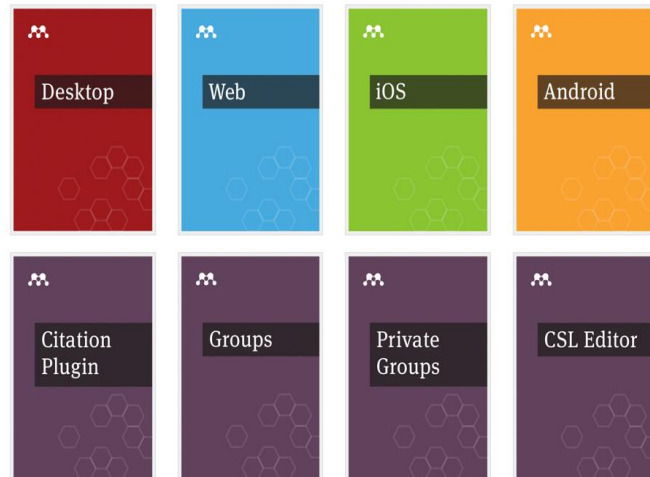 Desktop
Web
iOS
Android
Citation
Plugin
Groups
Private
Groups
CSL Editor